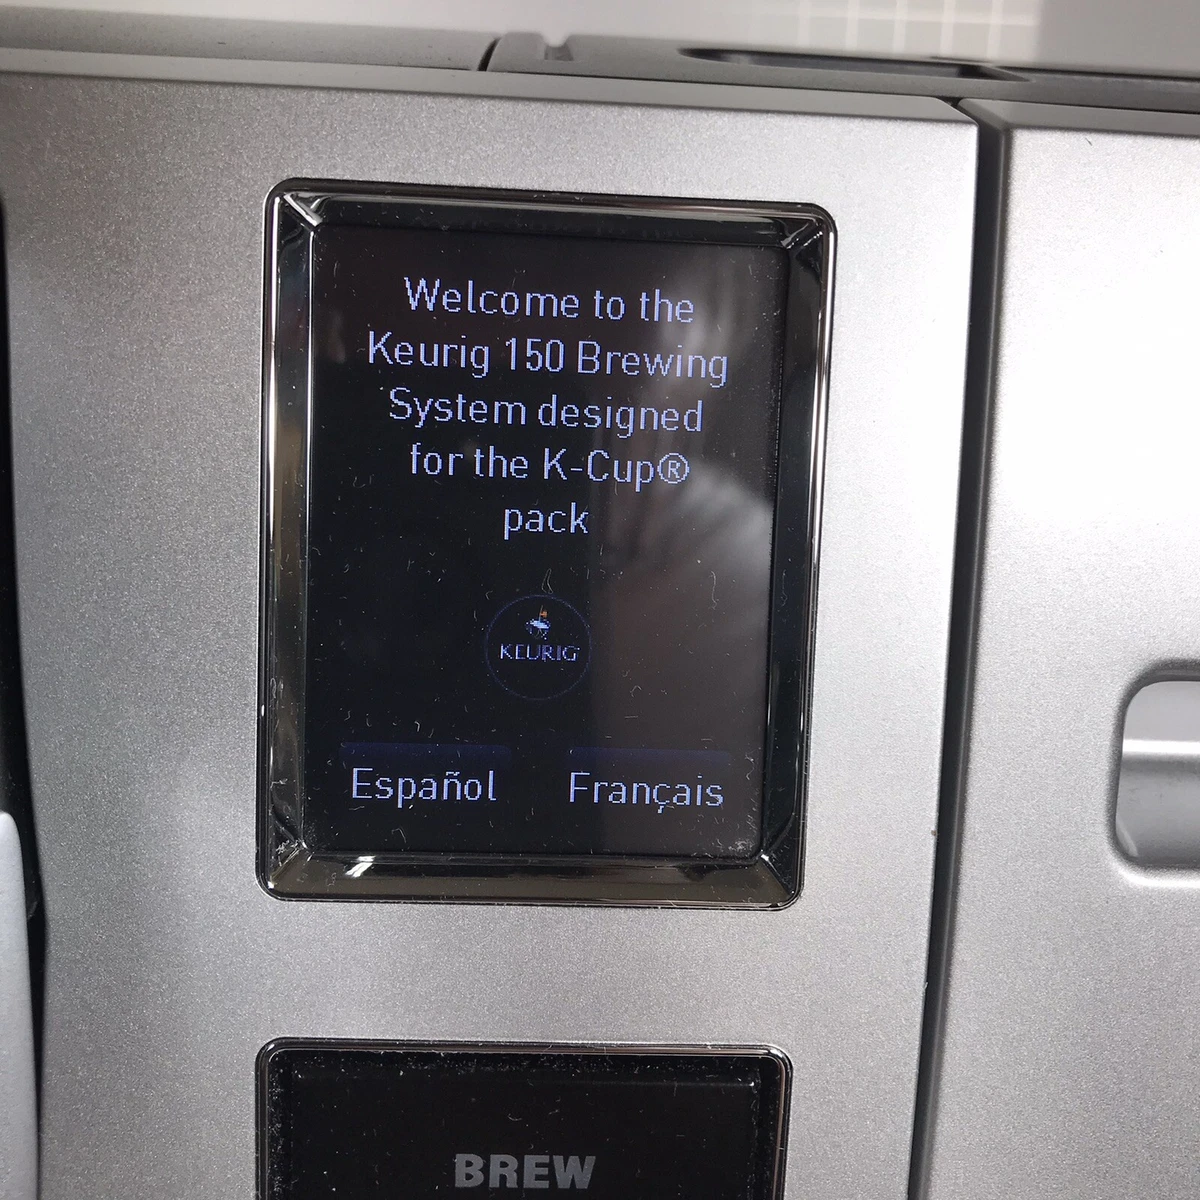 Welcome to the
Keurig 150 Brewing
System designed
for the K-Cup®
pack
KEURIG
Español Français
BREW